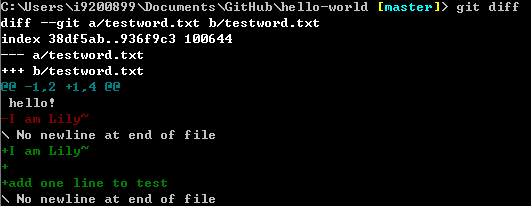 C:\Users\i9200899\Documents\GitHub\hello-world [master]> git diff
diff --git a/testword.txt b/testword.txt
index 38df5ab..936f9c3 100644
--- a/testword.txt
+++ b/testword.txt
@@ -1,2 +1,4 @@
 hello!
-I am Lily~
\ No newline at end of file
+I am Lily~
+
+add one line to test
\ No newline at end of file